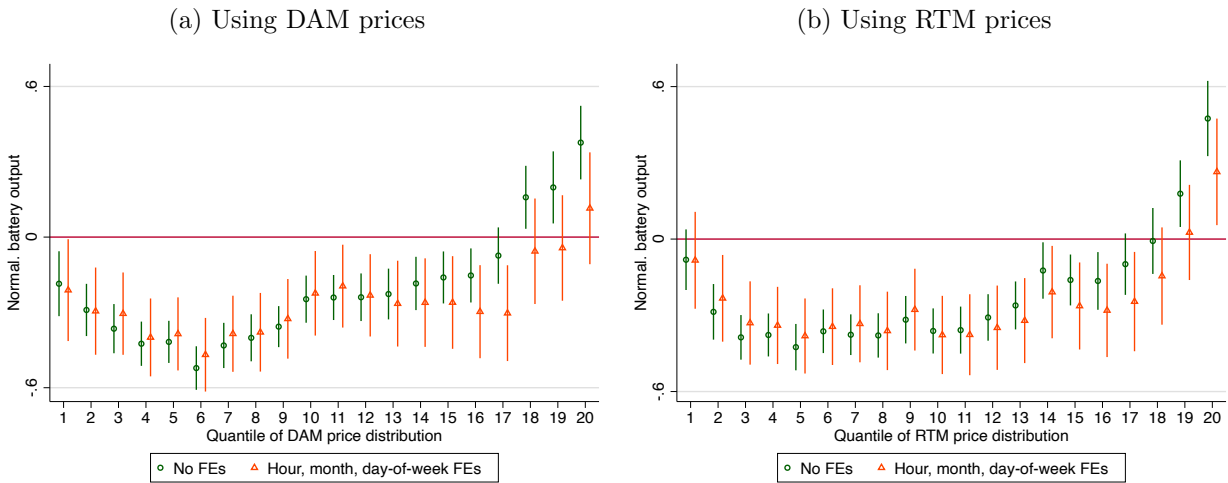 (a) Using DAM prices
Normal. battery output
.6
0
-.6
1 2 3 4 5 6 7 8 9 10 11 12 13 14 15 16 17 18 19 20
Quantile of DAM price distribution
No FEs Hour, month, day-of-week FEs
(b) Using RTM prices
Normal. battery output
.6
0
-.6
1 2 3 4 5 6 7 8 9 10 11 12 13 14 15 16 17 18 19 20
Quantile of RTM price distribution
No FEs Hour, month, day-of-week FEs